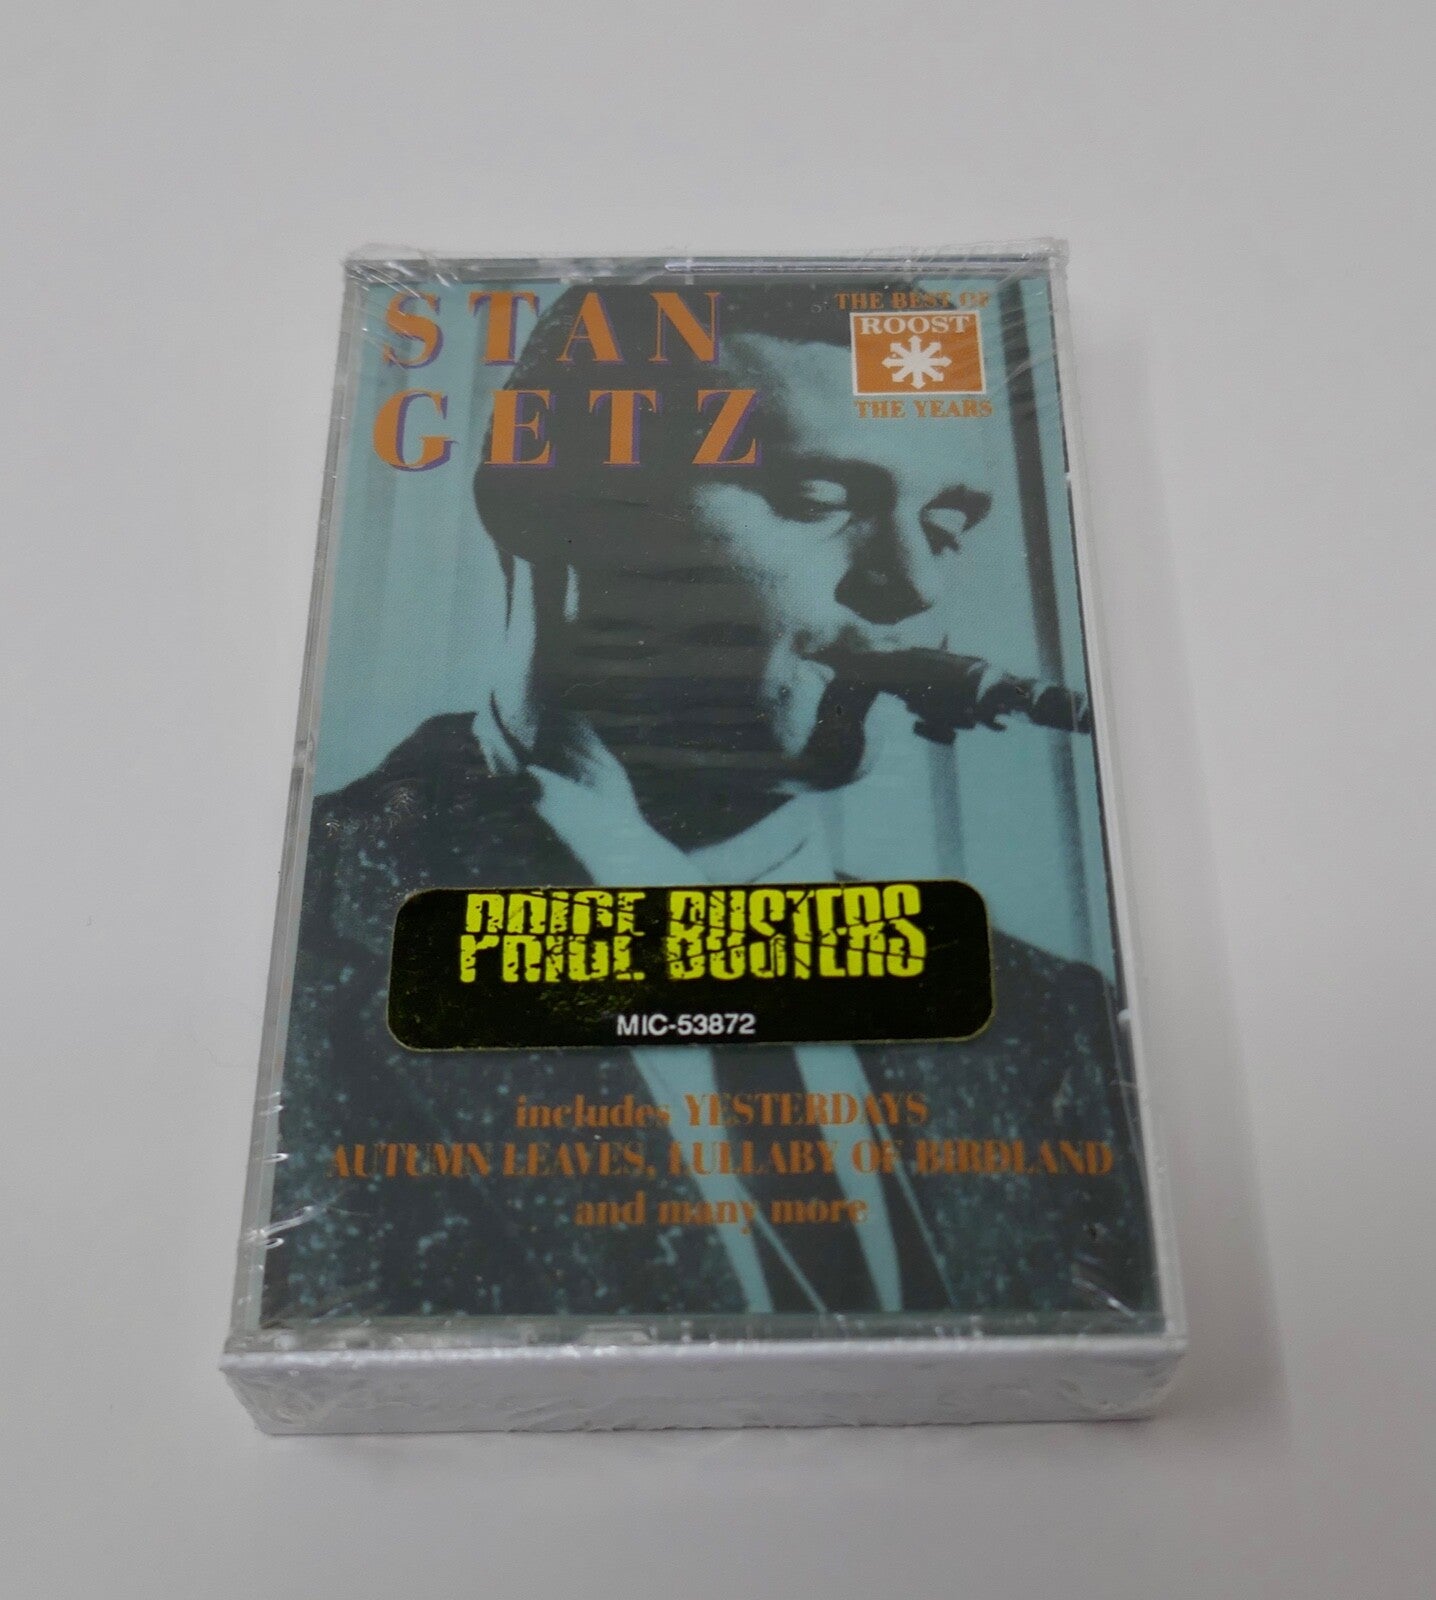 STAN
GETZ
THE BEST OF
ROOST
THE YEARS
PRICE BUSTERS
MIC-53872
includes YESTERDAYS
AUTUMN LEAVES, LULLABY OF BIRDLAND
and many more